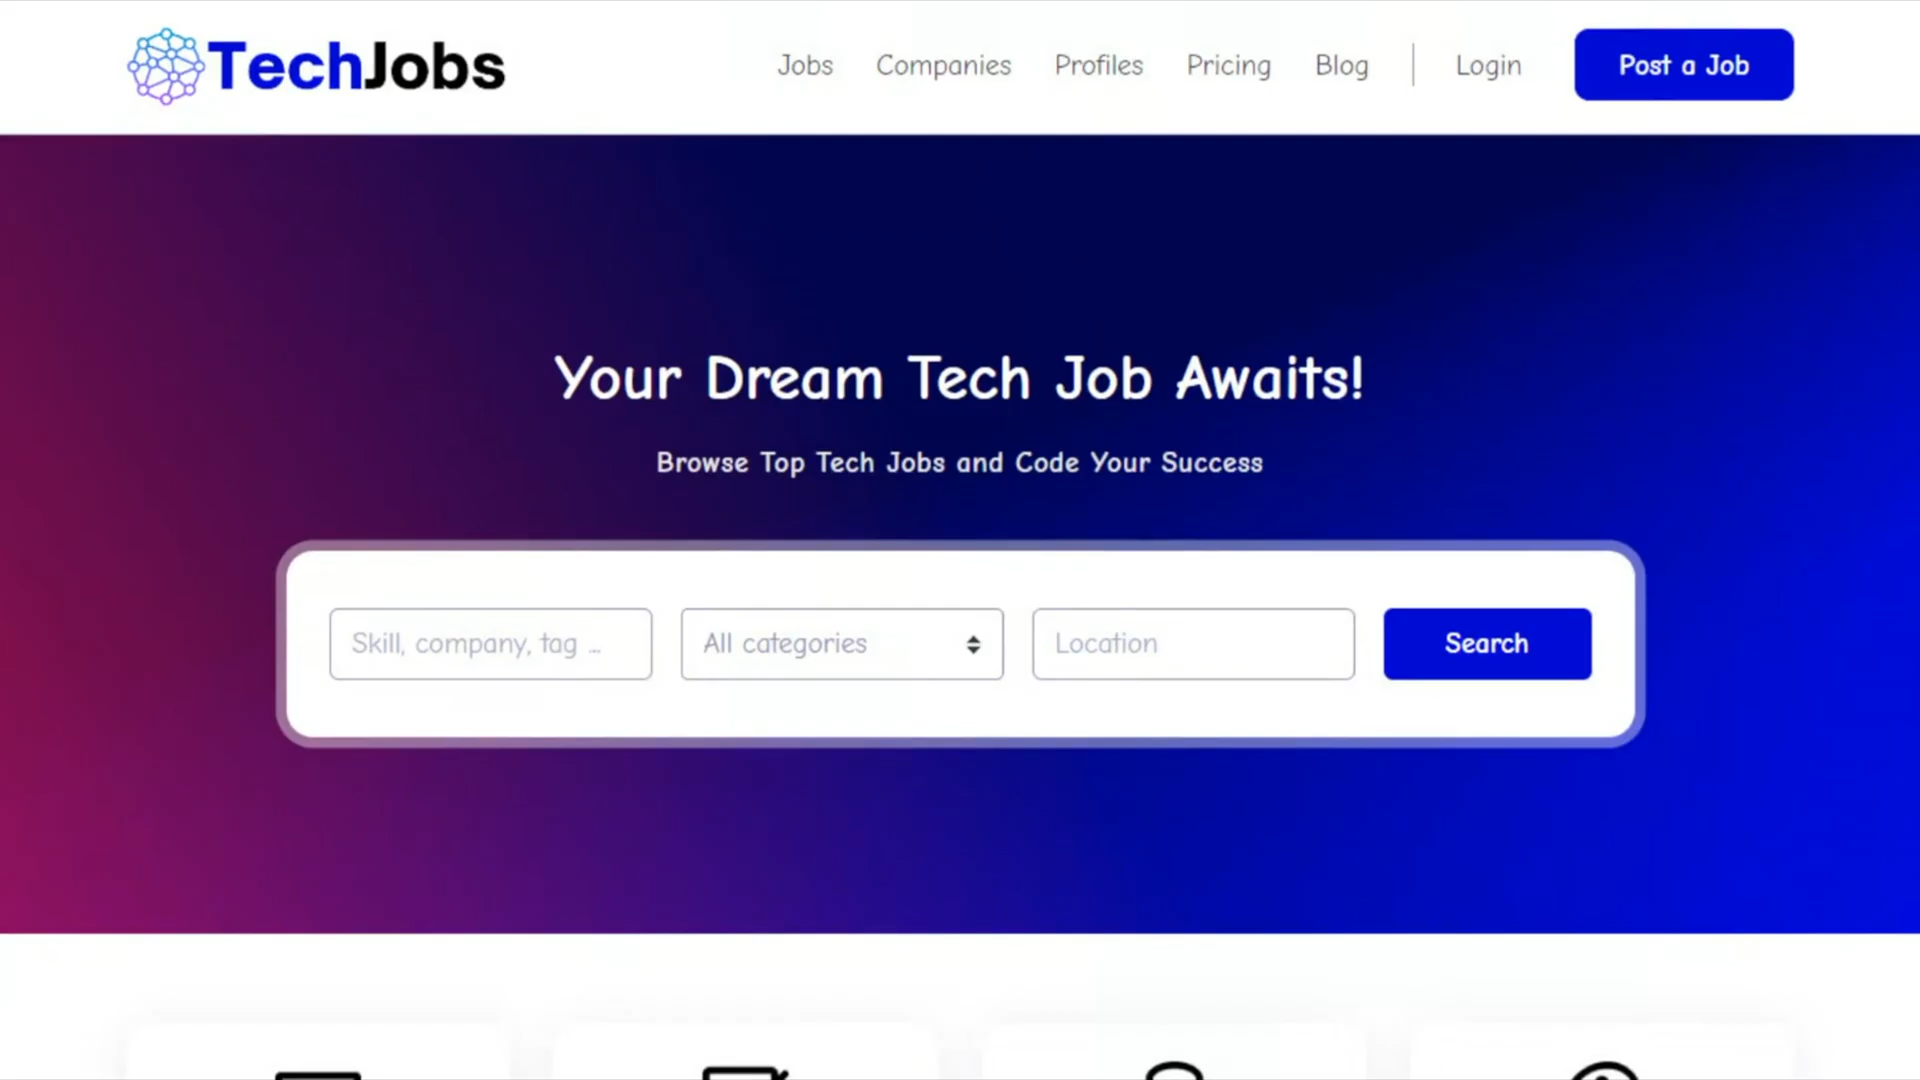 TechJobs
Jobs Companies Profiles Pricing Blog Login Post a Job
Your Dream Tech Job Awaits!
Browse Top Tech Jobs and Code Your Success
Skill, company, tag ... All categories Location Search